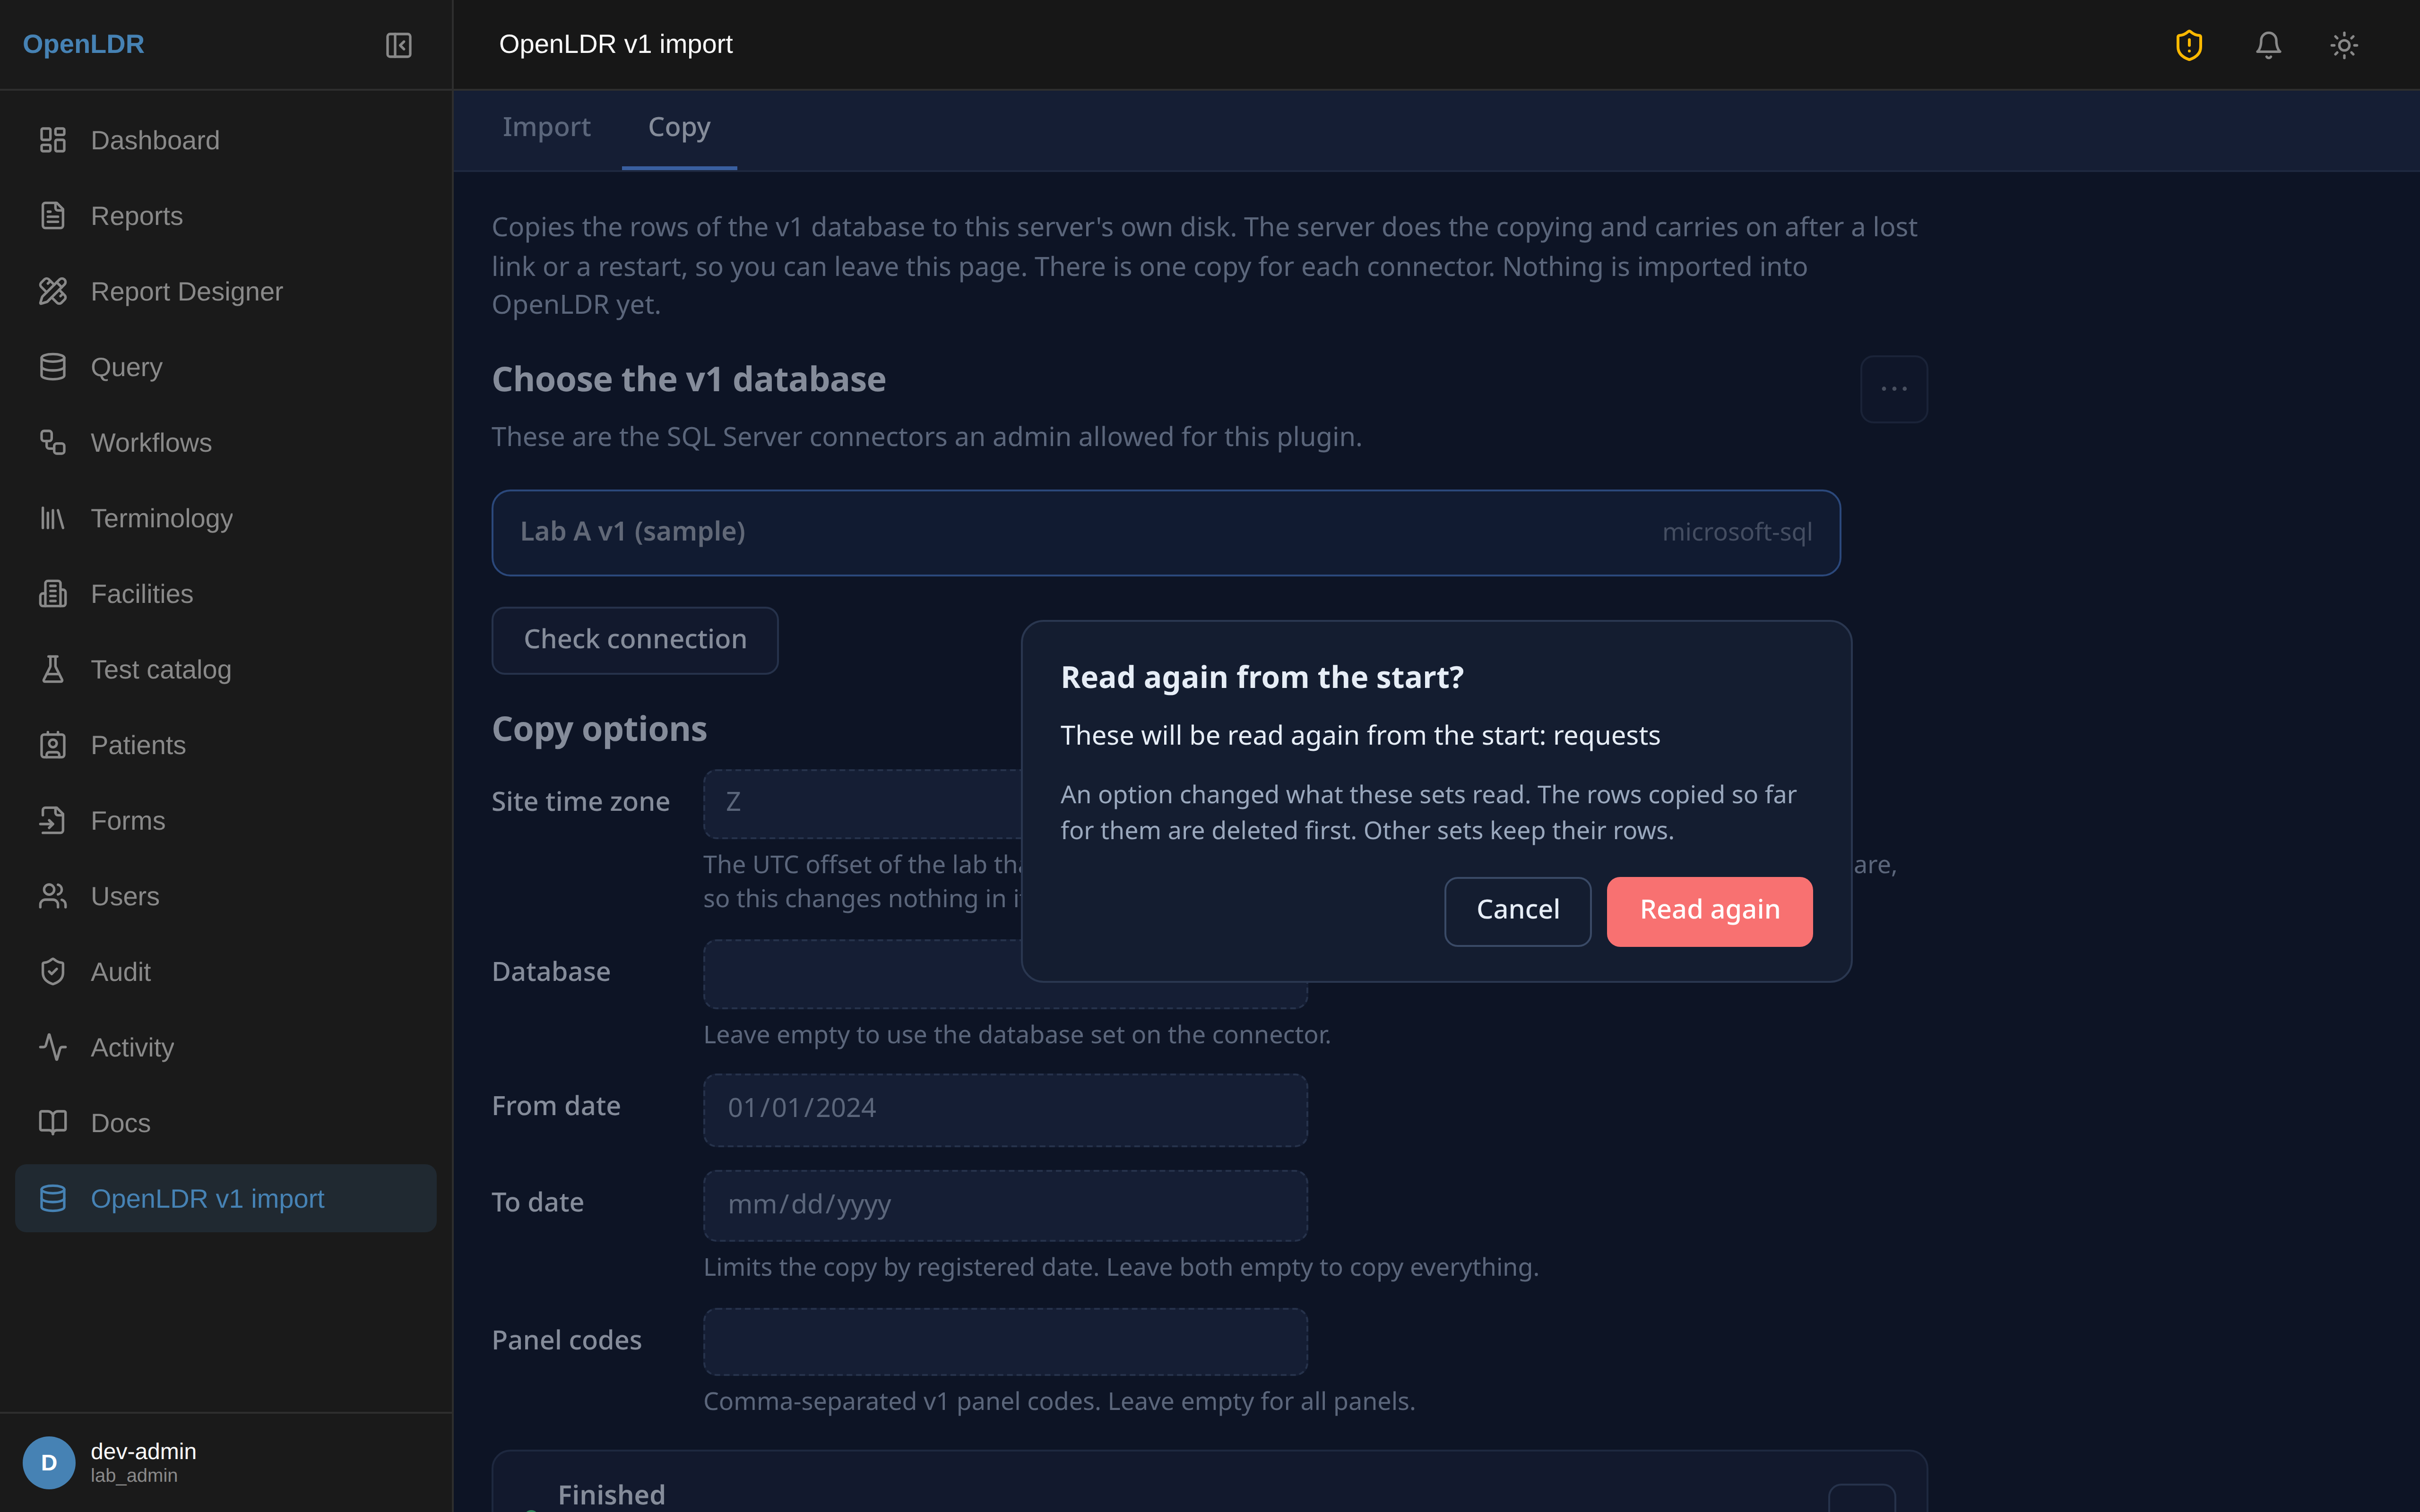 OpenLDR
OpenLDR v1 import
Dashboard
Reports
Report Designer
Query
Workflows
Terminology
Facilities
Test catalog
Patients
Forms
Users
Audit
Activity
Docs
OpenLDR v1 import
D
dev-admin
lab_admin
Import
Copy
Copies the rows of the v1 database to this server's own disk. The server does the copying and carries on after a lost
link or a restart, so you can leave this page. There is one copy for each connector. Nothing is imported into
OpenLDR yet.
Choose the v1 database
These are the SQL Server connectors an admin allowed for this plugin.
Lab A v1 (sample)
microsoft-sql
Check connection
Copy options
Site time zone
Z
The UTC offset of the lab
are,
so this changes nothing in
Database
Leave empty to use the database set on the connector.
From date
01/01/2024
To date
mm/dd/yyyy
Limits the copy by registered date. Leave both empty to copy everything.
Panel codes
Comma-separated v1 panel codes. Leave empty for all panels.
Finished
Read again from the start?
These will be read again from the start: requests
An option changed what these sets read. The rows copied so far
for them are deleted first. Other sets keep their rows.
Cancel
Read again